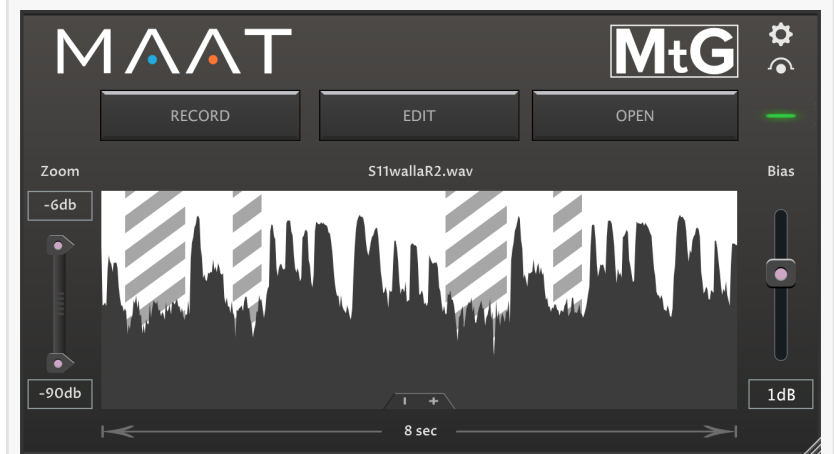 MAAT
MtG
RECORD EDIT OPEN
Zoom S11wallaR2.wav Bias
-6db
-90db
1dB
8 sec